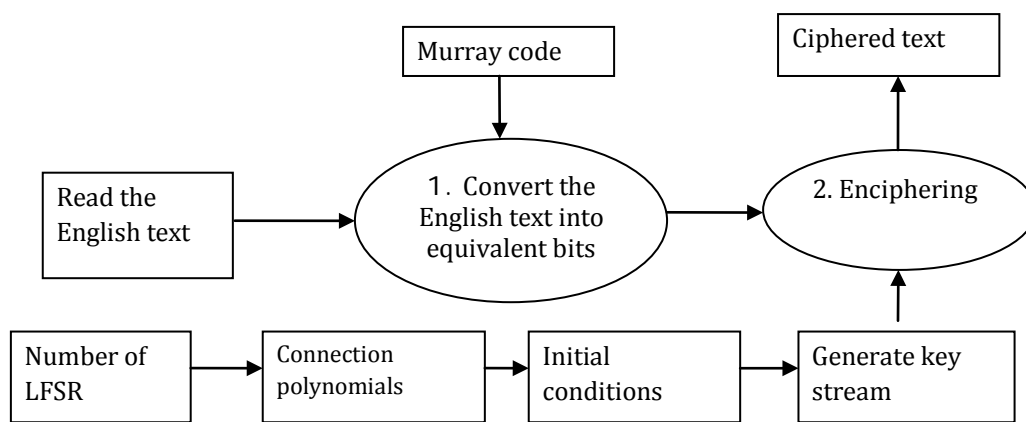 Murray code
Ciphered text
Read the
English text
1. Convert the
English text into
equivalent bits
2. Enciphering
Number of
LFSR
Connection
polynomials
Initial
conditions
Generate key
stream